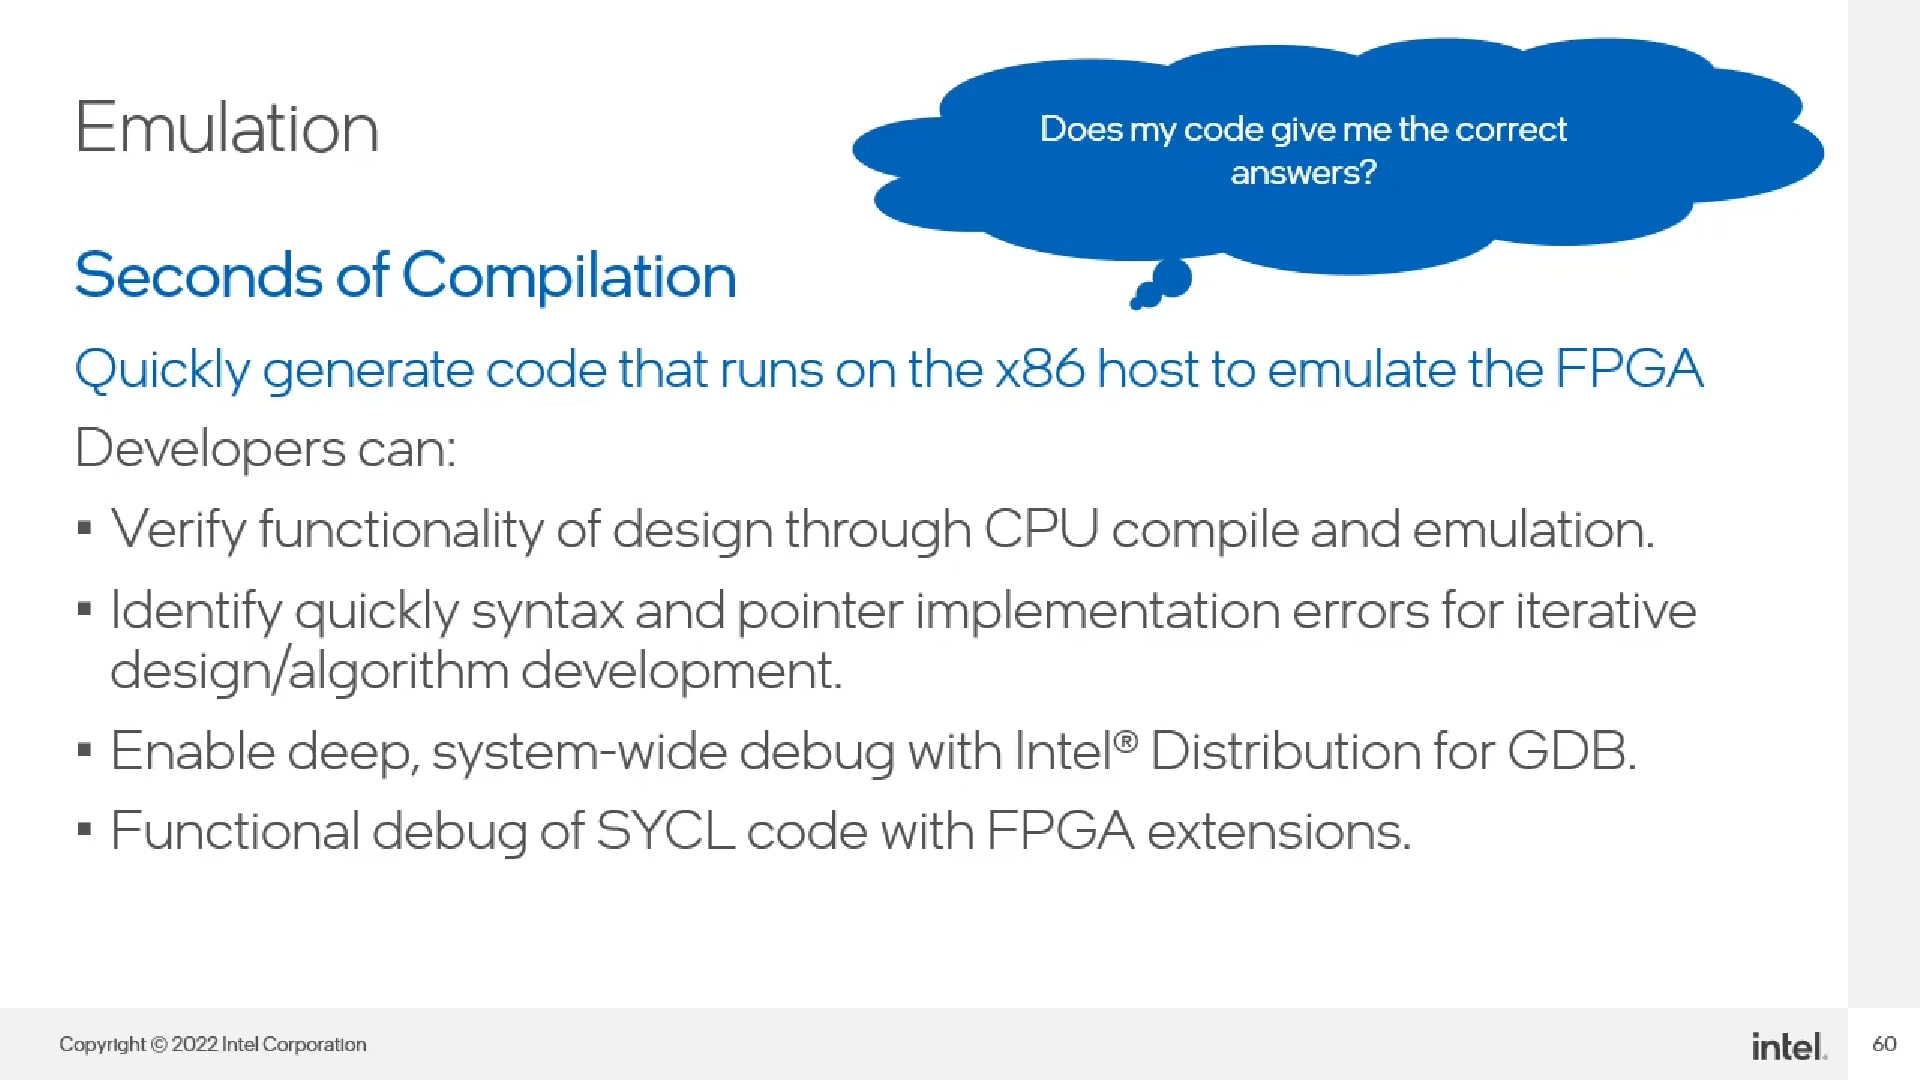 Emulation
Does my code give me the correct
answers?
Seconds of Compilation
Quickly generate code that runs on the x86 host to emulate the FPGA
Developers can:
▪ Verify functionality of design through CPU compile and emulation.
▪ Identify quickly syntax and pointer implementation errors for iterative
design/algorithm development.
▪ Enable deep, system-wide debug with Intel® Distribution for GDB.
▪ Functional debug of SYCL code with FPGA extensions.
Copyright © 2022 Intel Corporation
intel.
60